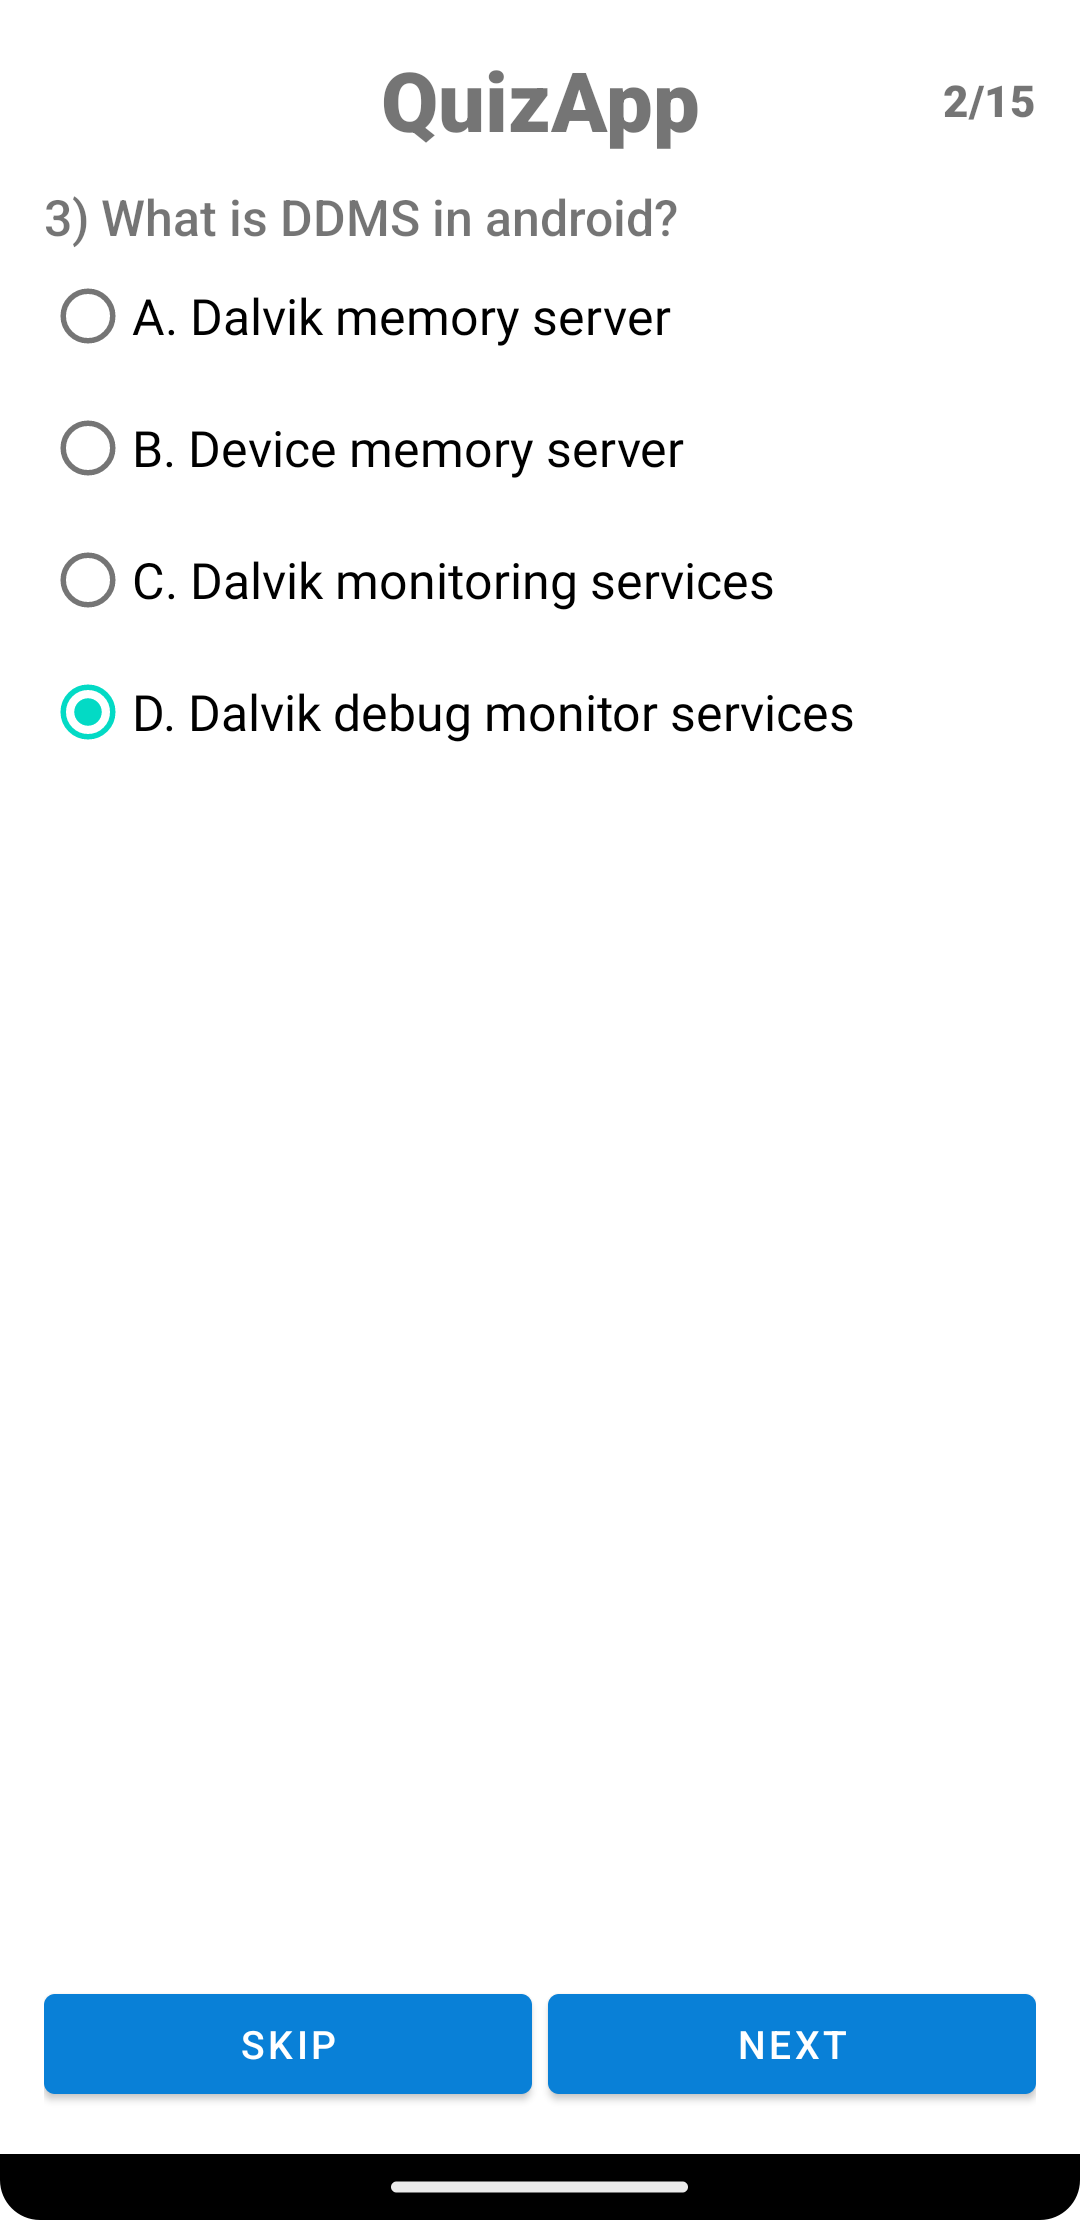 QuizApp
2/15
3) What is DDMS in android?
A. Dalvik memory server
B. Device memory server
C. Dalvik monitoring services
D. Dalvik debug monitor services
SKIP
NEXT